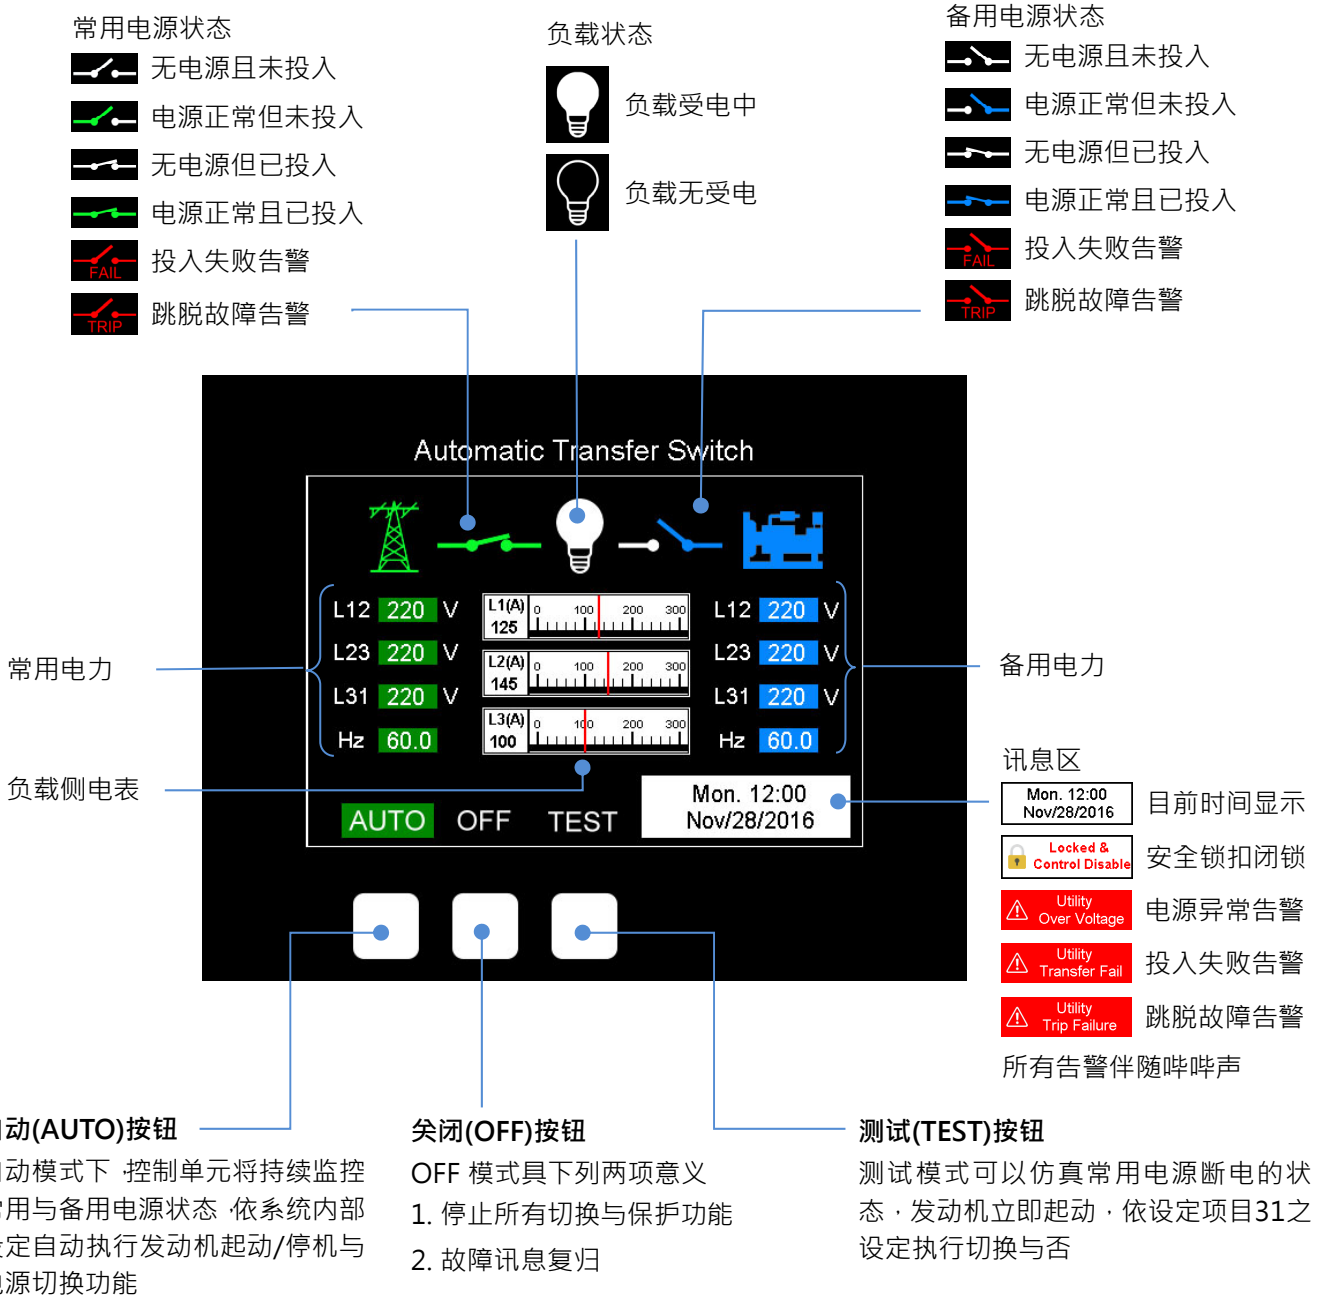 常用电源状态
无电源且未投入
电源正常但未投入
无电源但已投入
电源正常且已投入
FAIL 投入失败告警
TRIP 跳脱故障告警
负载状态
负载受电中
负载无受电
备用电源状态
无电源且未投入
电源正常但未投入
无电源但已投入
电源正常且已投入
FAIL 投入失败告警
TRIP 跳脱故障告警
Automatic Transfer Switch
L12 220 V
L23 220 V
L31 220 V
Hz 60.0
L1(A) 0 100 200 300
125
L2(A) 0 100 200 300
145
L3(A) 0 100 200 300
100
L12 220 V
L23 220 V
L31 220 V
Hz 60.0
AUTO OFF TEST
Mon. 12:00
Nov/28/2016
常用电力
负载侧电表
备用电力
讯息区
Mon. 12:00
Nov/28/2016
目前时间显示
Locked &
Control Disable
安全锁扣闭锁
Utility
Over Voltage
电源异常告警
Utility
Transfer Fail
投入失败告警
Utility
Trip Failure
跳脱故障告警
所有告警伴随哔哔声
动(AUTO)按钮
动模式下,控制单元将持续监控
用与备用电源状态,依系统内部
定自动执行发动机起动/停机与
源切换功能
关闭(OFF)按钮
OFF 模式具下列两项意义
1. 停止所有切换与保护功能
2. 故障讯息复归
测试(TEST)按钮
测试模式可以仿真常用电源断电的状
态,发动机立即起动,依设定项目31之
设定执行切换与否